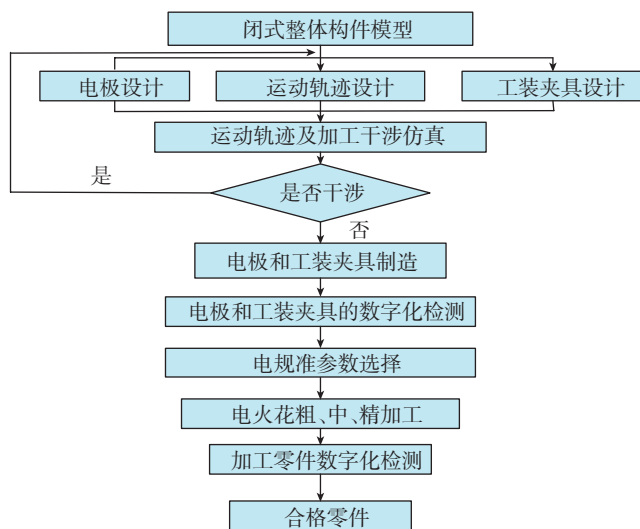 闭式整体构件模型
电极设计
运动轨迹设计
工装夹具设计
运动轨迹及加工干涉仿真
是
是否干涉
否
电极和工装夹具制造
电极和工装夹具的数字化检测
电规准参数选择
电火花粗、中、精加工
加工零件数字化检测
合格零件